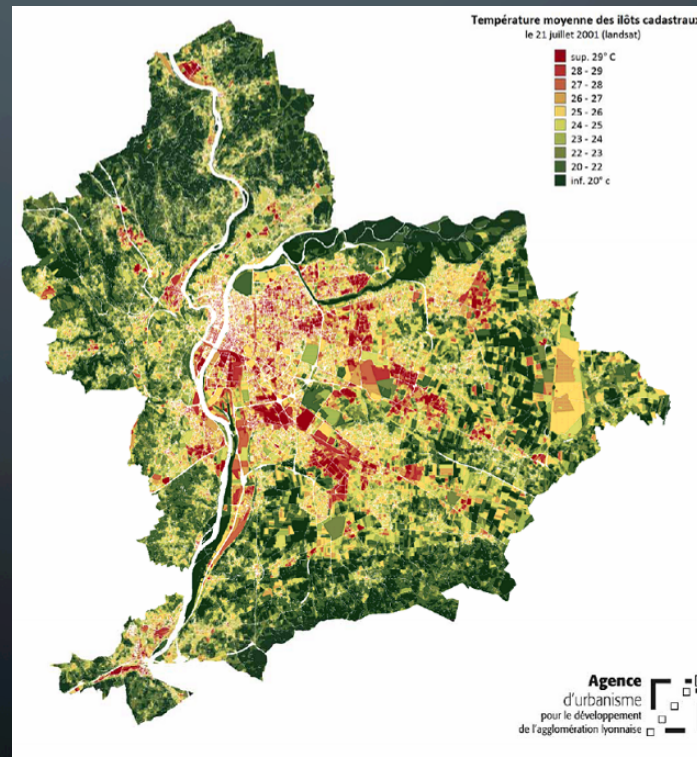 Température moyenne des ilôts cadastraux
le 21 juillet 2001 (landsat)
sup. 29° C
28 - 29
27 - 28
26 - 27
25 - 26
24 - 25
23 - 24
22 - 23
20 - 22
inf. 20° c
Agence
d'urbanisme
pour le développement
de l'agglomération lyonnaise